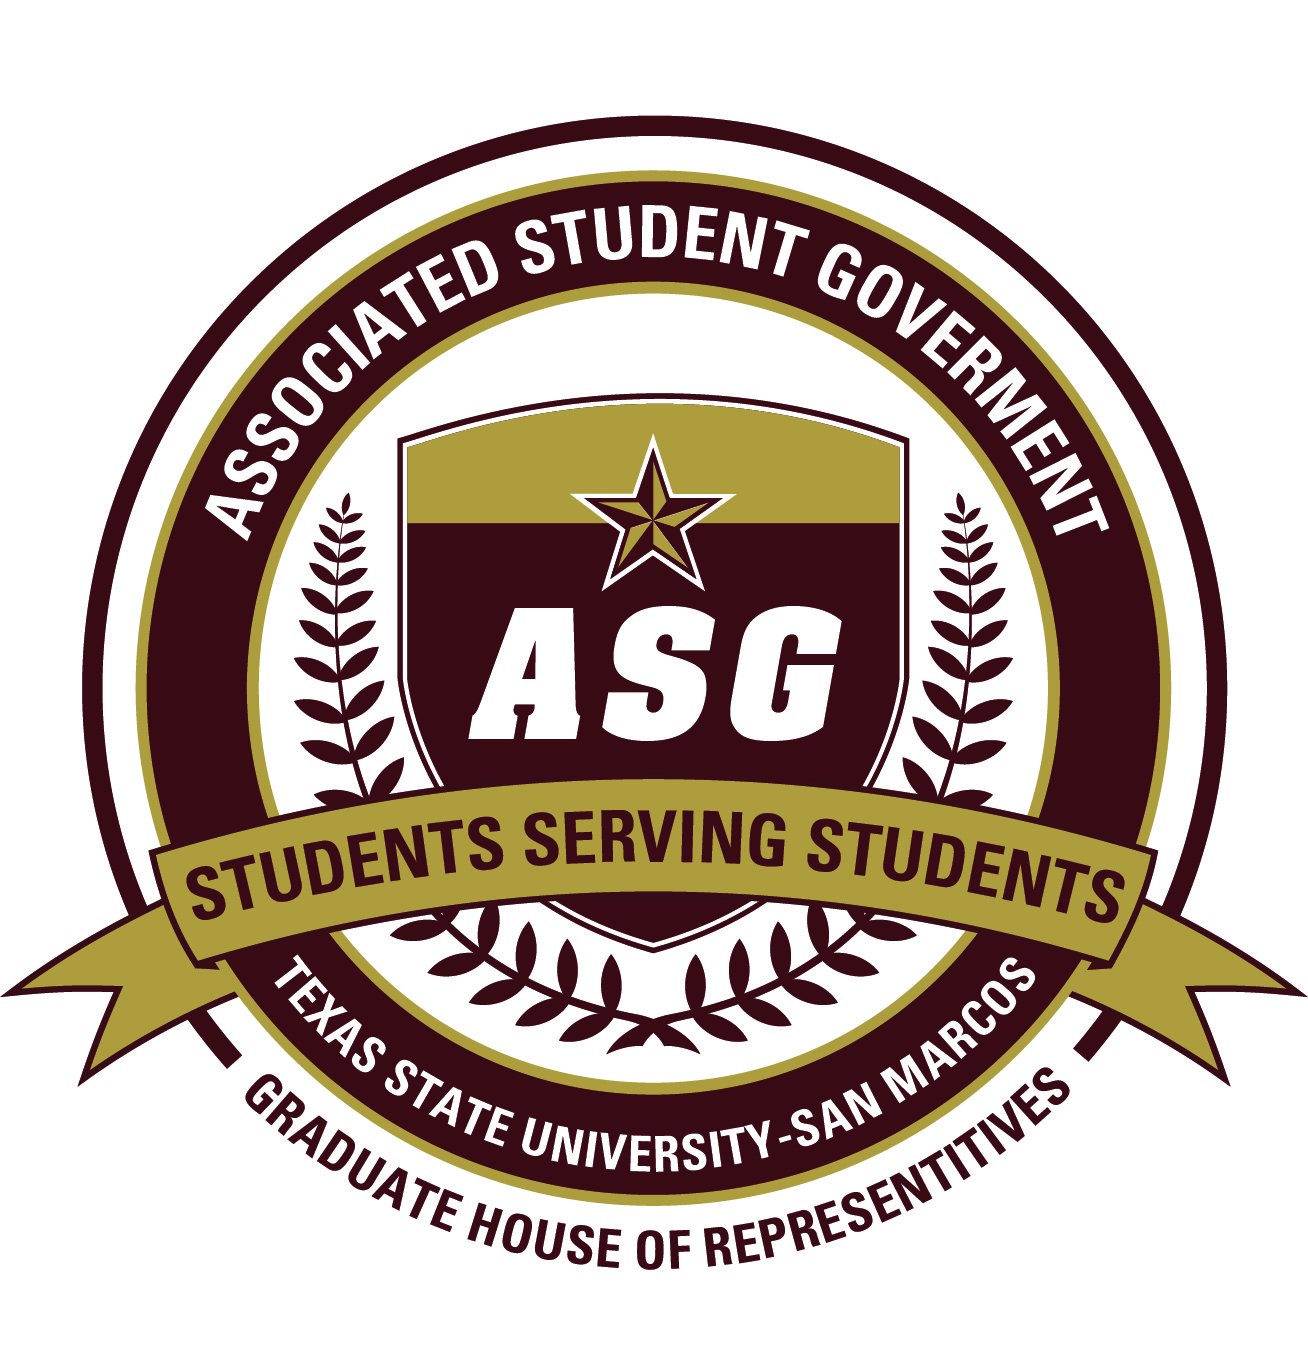 ASSOCIATED STUDENT GOVERMENT
ASG
STUDENTS SERVING STUDENTS
TEXAS STATE UNIVERSITY-SAN MARCOS
GRADUATE HOUSE OF REPRESENTITIVES